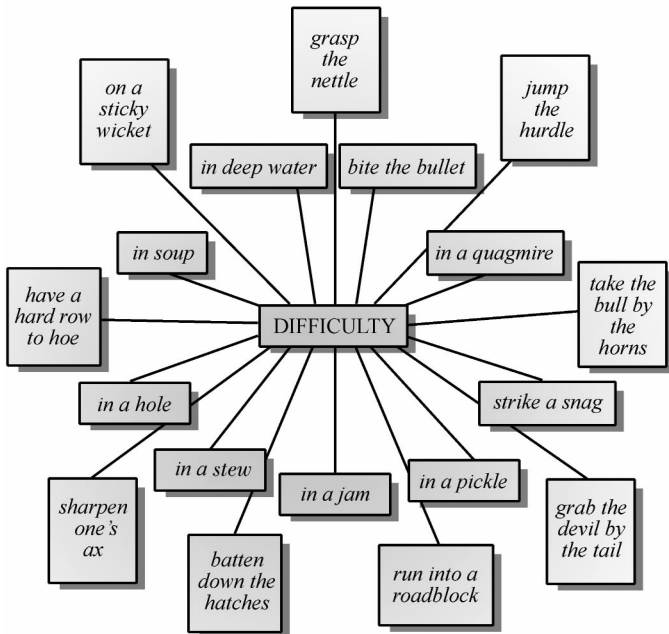 grasp
the
nettle
on a
sticky
wicket
jump
the
hurdle
in deep water
bite the bullet
in soup
in a quagmire
have a
hard row
to hoe
DIFFICULTY
take the
bull by
the
horns
in a hole
strike a snag
in a stew
in a jam
in a pickle
sharpen
one's
ax
batten
down the
hatches
run into a
roadblock
grab the
devil by
the tail